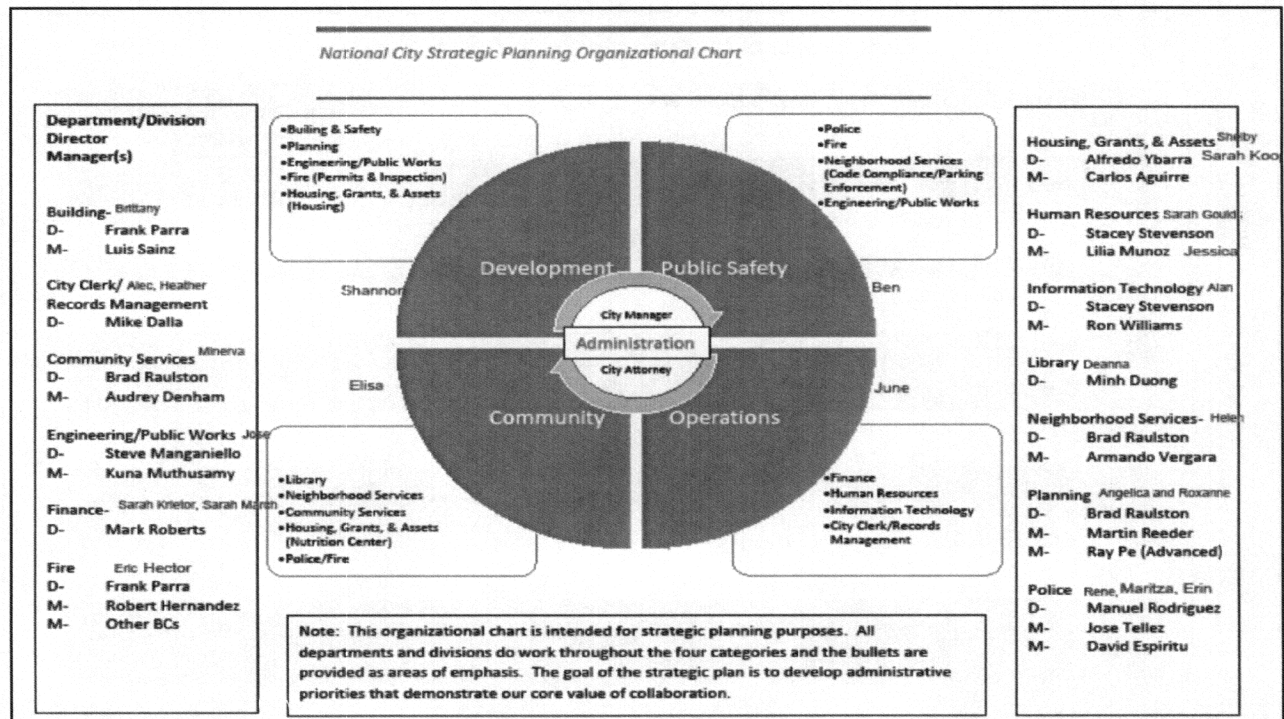 National City Strategic Planning Organizational Chart
Department/Division
Director
Manager(s)
Building- Brittany
D- Frank Parra
M- Luis Sainz
City Clerk/ Alec, Heather
Records Management
D- Mike Dalla
Community Services Minerva
D- Brad Raulston
M- Audrey Denham
Engineering/Public Works Jose
D- Steve Manganiello
M- Kuna Muthusamy
Finance- Sarah Krietor, Sarah March
D- Mark Roberts
Fire Eric Hector
D- Frank Parra
M- Robert Hernandez
M- Other BCs
•Builing & Safety
•Planning
•Engineering/Public Works
•Fire (Permits & Inspection)
•Housing, Grants, & Assets
(Housing)
•Police
•Fire
•Neighborhood Services
(Code Compliance/Parking
Enforcement)
•Engineering/Public Works
Development
Public Safety
Shannon
Ben
City Manager
Administration
City Attorney
Elisa
June
Community
Operations
•Library
•Neighborhood Services
•Community Services
•Housing, Grants, & Assets
(Nutrition Center)
•Police/Fire
•Finance
•Human Resources
•Information Technology
•City Clerk/Records
Management
Note: This organizational chart is intended for strategic planning purposes. All
departments and divisions do work throughout the four categories and the bullets are
provided as areas of emphasis. The goal of the strategic plan is to develop administrative
priorities that demonstrate our core value of collaboration.
Housing, Grants, & Assets Shelby
D- Alfredo Ybarra Sarah Koo
M- Carlos Aguirre
Human Resources Sarah Gould
D- Stacey Stevenson
M- Lilia Munoz Jessica
Information Technology Alan
D- Stacey Stevenson
M- Ron Williams
Library Deanna
D- Minh Duong
Neighborhood Services- Helen
D- Brad Raulston
M- Armando Vergara
Planning Angelica and Roxanne
D- Brad Raulston
M- Martin Reeder
M- Ray Pe (Advanced)
Police Rene, Maritza, Erin
D- Manuel Rodriguez
M- Jose Tellez
M- David Espiritu